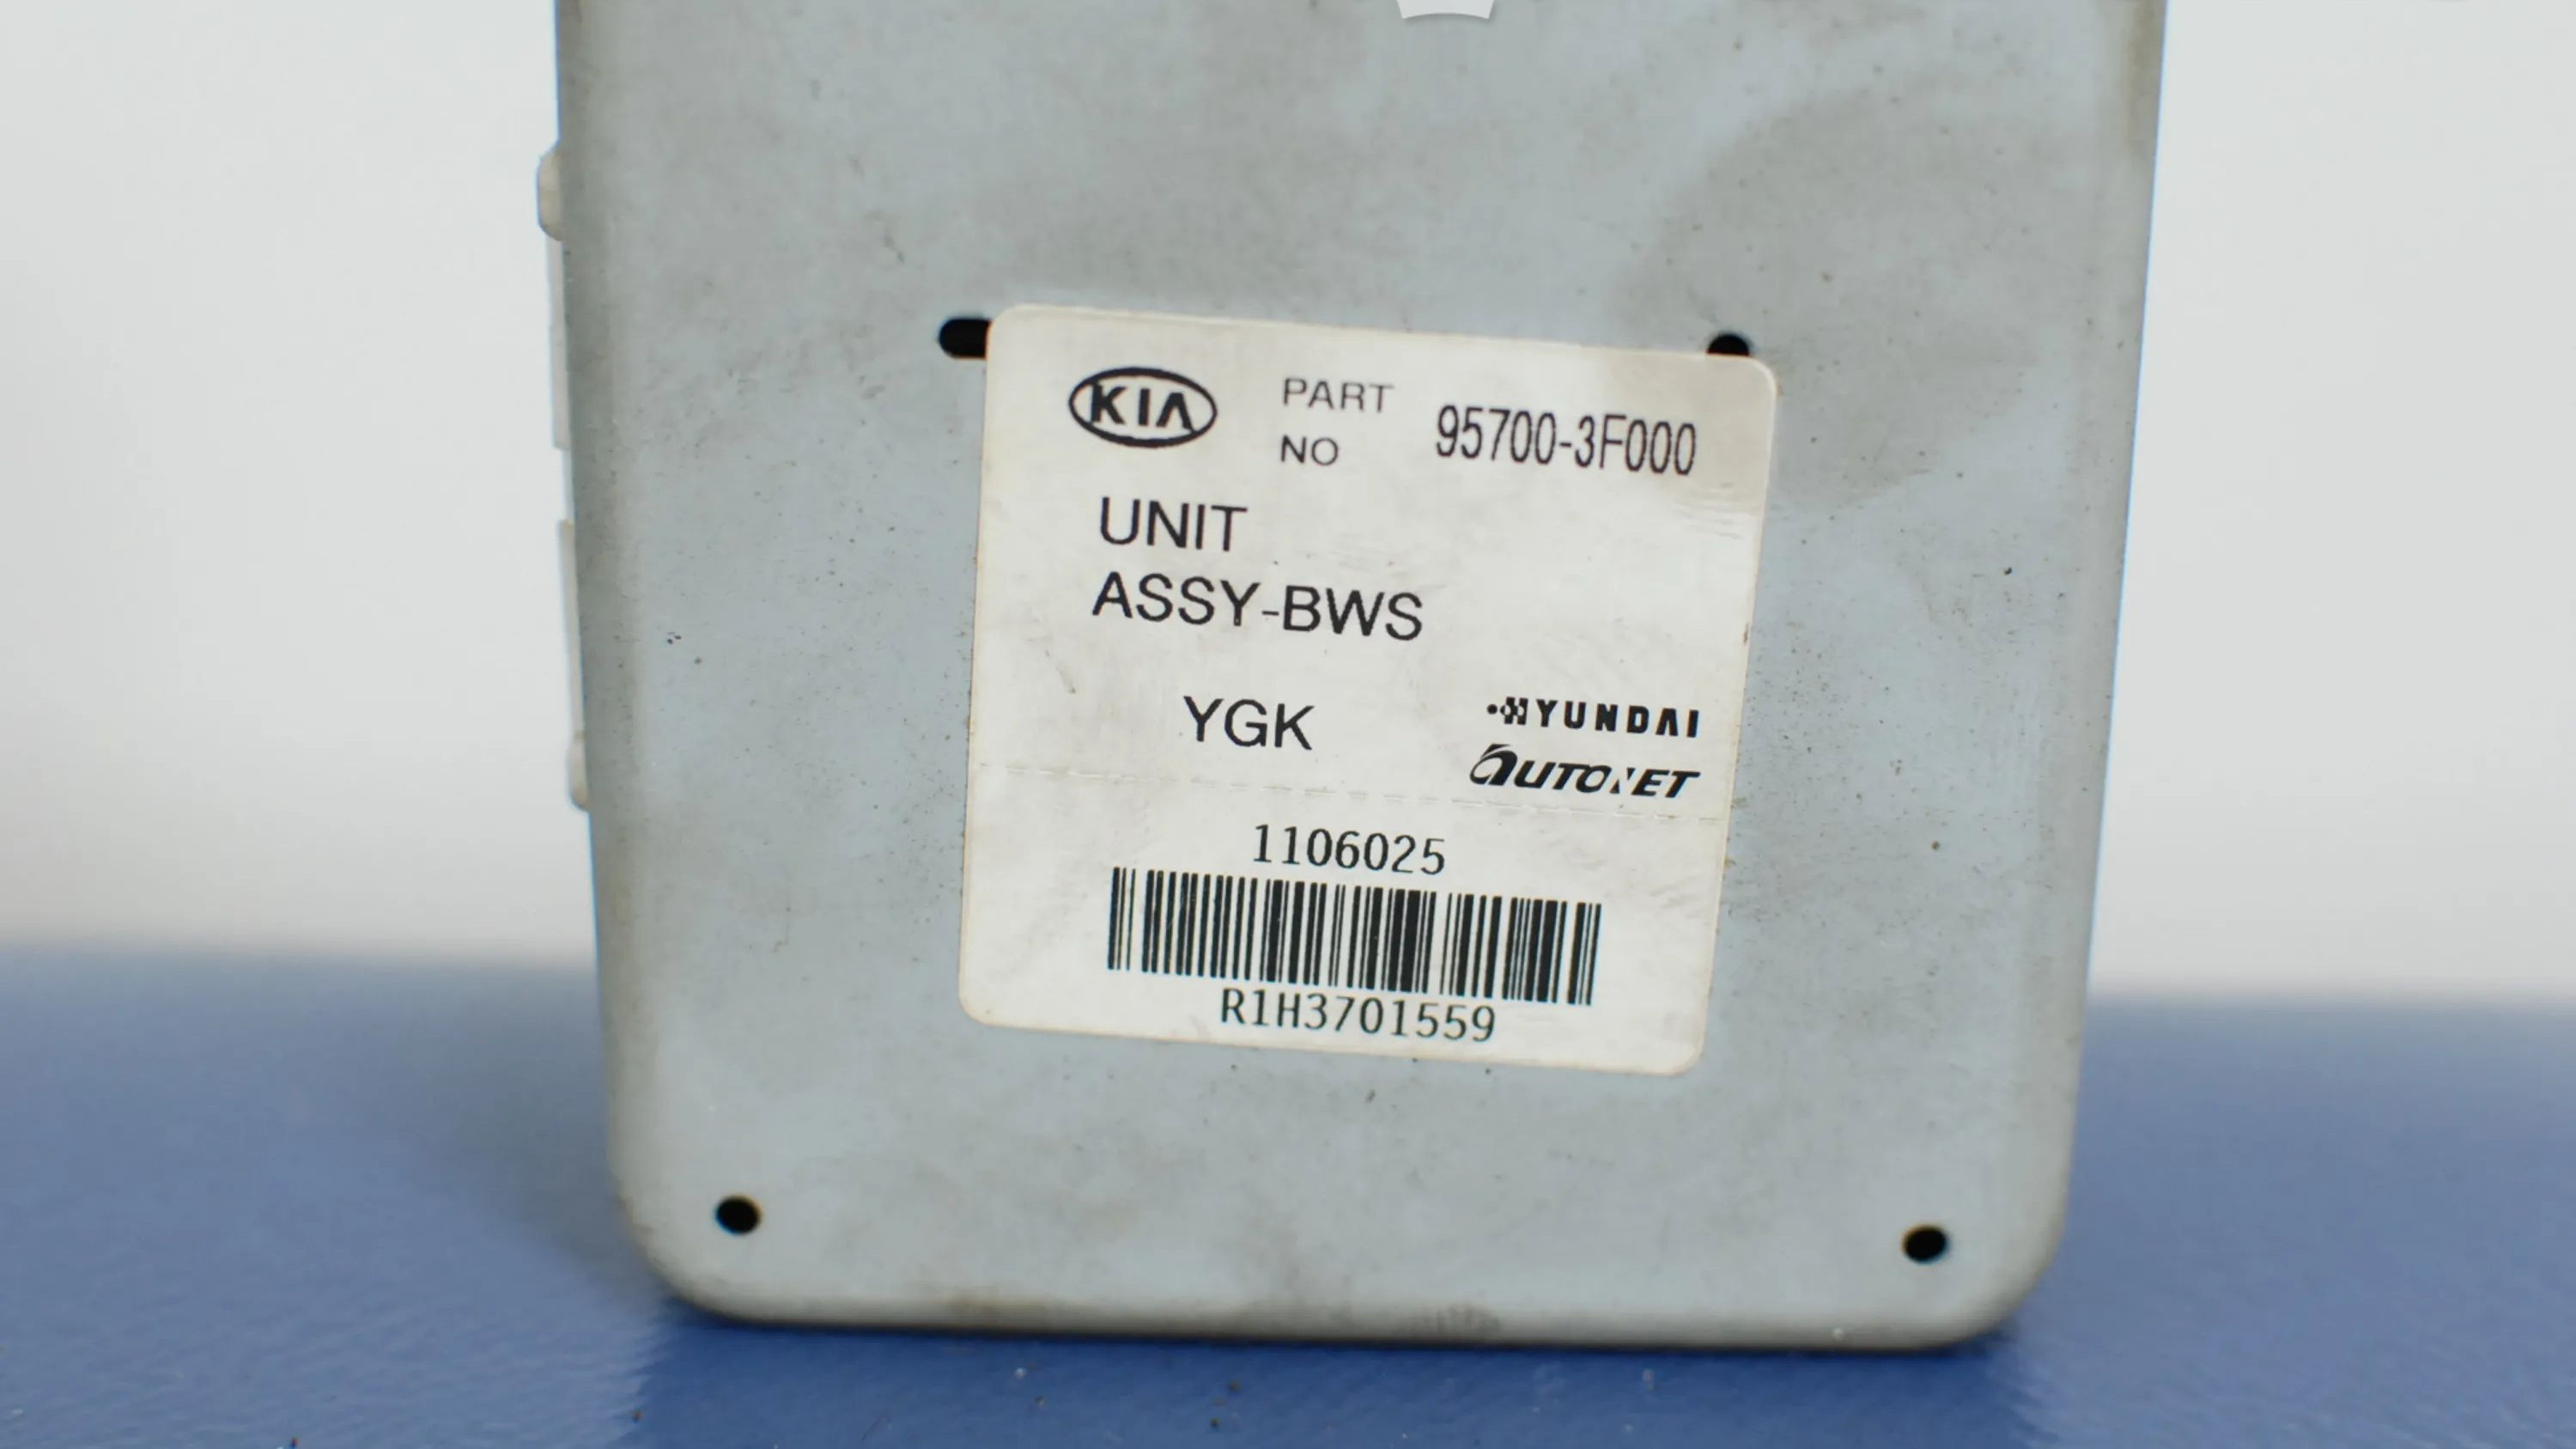 KIA
PART NO 95700-3F000
UNIT
ASSY-BWS
YGK
HYUNDAI
AUTONET
1106025
R1H3701559